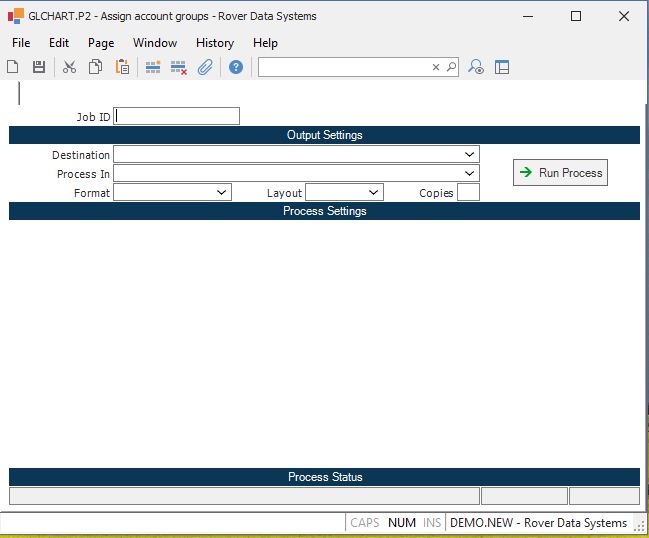 GLCHART.P2 - Assign account groups - Rover Data Systems
File Edit Page Window History Help
Job ID
Output Settings
Destination
Process In
Run Process
Format Layout Copies
Process Settings
Process Status
CAPS NUM INS DEMO.NEW - Rover Data Systems